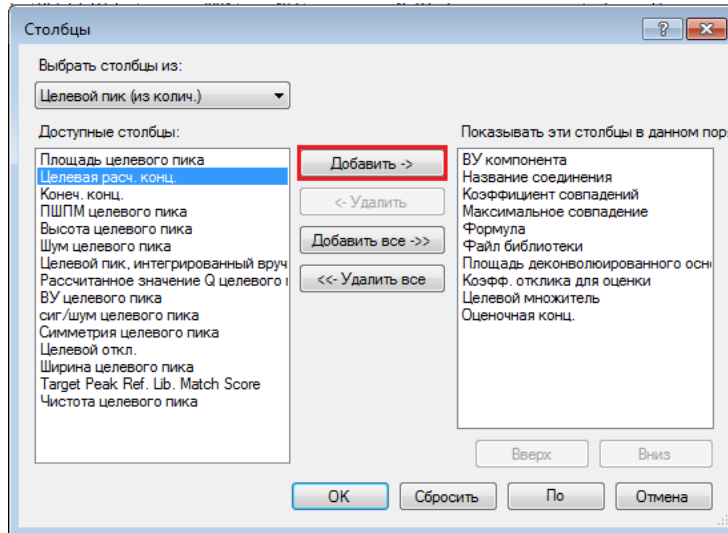 Столбцы
Выбрать столбцы из:
Целевой пик (из колич.)
Доступные столбцы:
Площадь целевого пика
Целевая расч. конц.
Конеч. конц.
ПШПМ целевого пика
Высота целевого пика
Шум целевого пика
Целевой пик, интегрированный вруч
Рассчитанное значение Q целевого
ВУ целевого пика
сиг/шум целевого пика
Симметрия целевого пика
Целевой откл.
Ширина целевого пика
Target Peak Ref. Lib. Match Score
Чистота целевого пика
Добавить ->
<- Удалить
Добавить все ->>
<<- Удалить все
Показывать эти столбцы в данном пор
ВУ компонента
Название соединения
Коэффициент совпадений
Максимальное совпадение
Формула
Файл библиотеки
Площадь деконволюированного осно
Коэфф. отклика для оценки
Целевой множитель
Оценочная конц.
Вверх
Вниз
OK
Сбросить
По
Отмена